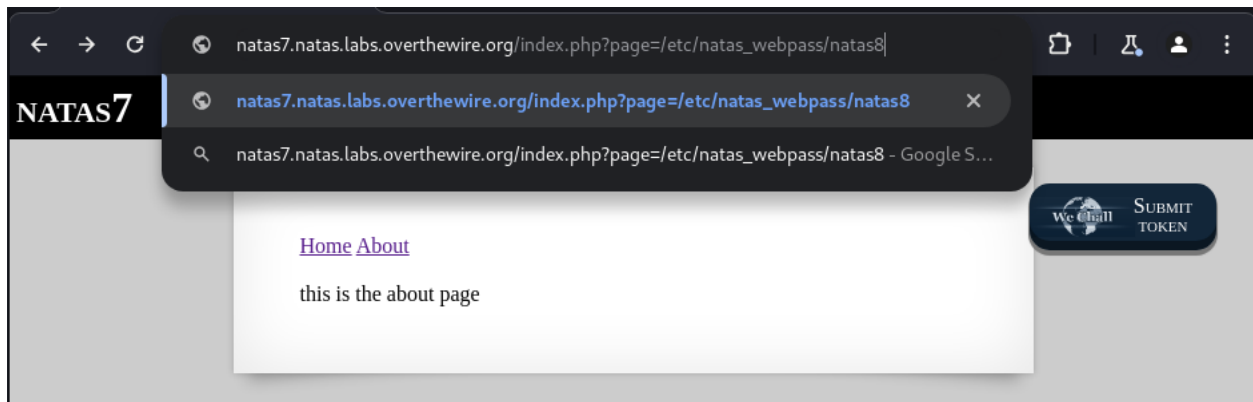 natas7.natas.labs.overthewire.org/index.php?page=/etc/natas_webpass/natas8
NATAS7
natas7.natas.labs.overthewire.org/index.php?page=/etc/natas_webpass/natas8
natas7.natas.labs.overthewire.org/index.php?page=/etc/natas_webpass/natas8 - Google S...
We Chall
SUBMIT
TOKEN
Home About
this is the about page